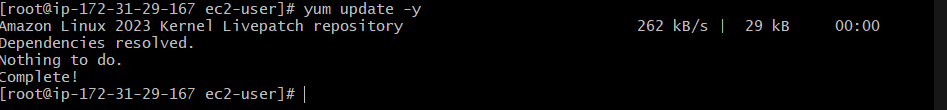 [root@ip-172-31-29-167 ec2-user]# yum update -y
Amazon Linux 2023 Kernel Livepatch repository                          262 kB/s |  29 kB     00:00
Dependencies resolved.
Nothing to do.
Complete!
[root@ip-172-31-29-167 ec2-user]#